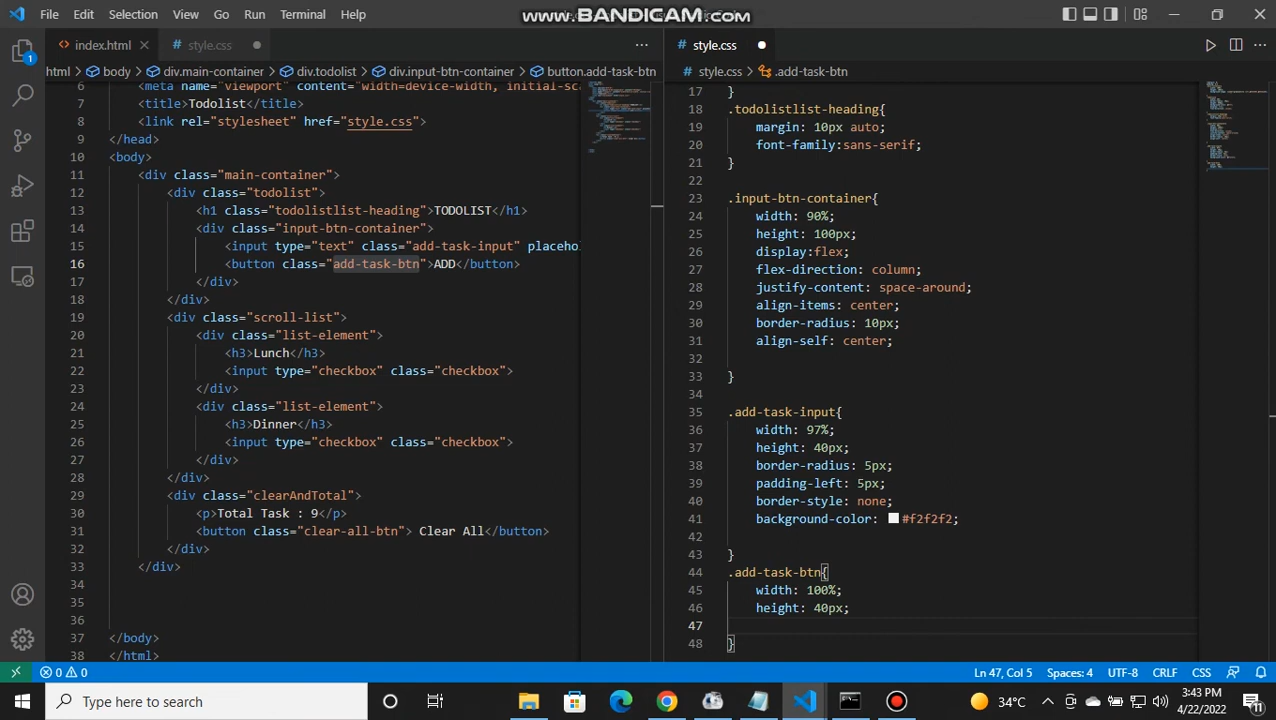 File Edit Selection View Go Run Terminal Help
www.BANDICAM.com
index.html
style.css
style.css
html body div.main-container div.todolist div.input-btn-container button.add-task-btn
style.css .add-task-btn
6 <meta name="viewport" content="width=device-width, initial-sc
7 <title>Todolist</title>
8 <link rel="stylesheet" href="style.css">
9 </head>
10 <body>
11 <div class="main-container">
12 <div class="todolist">
13 <h1 class="todolistlist-heading">TODOLIST</h1>
14 <div class="input-btn-container">
15 <input type="text" class="add-task-input" placehol
16 <button class="add-task-btn">ADD</button>
17 </div>
18 </div>
19 <div class="scroll-list">
20 <div class="list-element">
21 <h3>Lunch</h3>
22 <input type="checkbox" class="checkbox">
23 </div>
24 <div class="list-element">
25 <h3>Dinner</h3>
26 <input type="checkbox" class="checkbox">
27 </div>
28 </div>
29 <div class="clearAndTotal">
30 <p>Total Task : 9</p>
31 <button class="clear-all-btn"> Clear All</button>
32 </div>
33 </div>
34
35
36
37 </body>
38 </html>
17 }
18 .todolistlist-heading{
19 margin: 10px auto;
20 font-family:sans-serif;
21 }
22
23 .input-btn-container{
24 width: 90%;
25 height: 100px;
26 display:flex;
27 flex-direction: column;
28 justify-content: space-around;
29 align-items: center;
30 border-radius: 10px;
31 align-self: center;
32
33 }
34
35 .add-task-input{
36 width: 97%;
37 height: 40px;
38 border-radius: 5px;
39 padding-left: 5px;
40 border-style: none;
41 background-color: #f2f2f2;
42
43 }
44 .add-task-btn{
45 width: 100%;
46 height: 40px;
47
48 }
0 0 Ln 47, Col 5 Spaces: 4 UTF-8 CRLF CSS
Type here to search
34°C
3:43 PM
4/22/2022
1
11